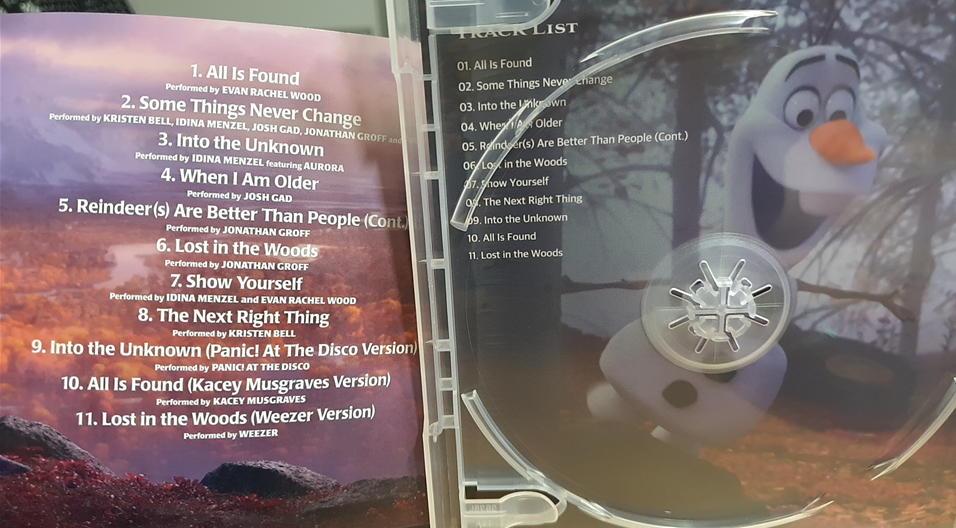 1. All Is Found
Performed by EVAN RACHEL WOOD
2. Some Things Never Change
Performed by KRISTEN BELL, IDINA MENZEL, JOSH GAD, JONATHAN GROFF and
3. Into the Unknown
Performed by IDINA MENZEL featuring AURORA
4. When I Am Older
Performed by JOSH GAD
5. Reindeer(s) Are Better Than People (Cont.)
Performed by JONATHAN GROFF
6. Lost in the Woods
Performed by JONATHAN GROFF
7. Show Yourself
Performed by IDINA MENZEL and EVAN RACHEL WOOD
8. The Next Right Thing
Performed by KRISTEN BELL
9. Into the Unknown (Panic! At The Disco Version)
Performed by PANIC! AT THE DISCO
10. All Is Found (Kacey Musgraves Version)
Performed by KACEY MUSGRAVES
11. Lost in the Woods (Weezer Version)
Performed by WEEZER
TRACK LIST
01. All Is Found
02. Some Things Never Change
03. Into the Unknown
04. When I Am Older
05. Reindeer(s) Are Better Than People (Cont.)
06. Lost in the Woods
07. Show Yourself
08. The Next Right Thing
09. Into the Unknown
10. All Is Found
11. Lost in the Woods